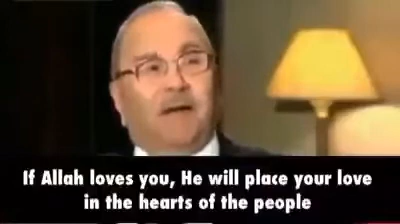 If Allah loves you, He will place your love
in the hearts of the people